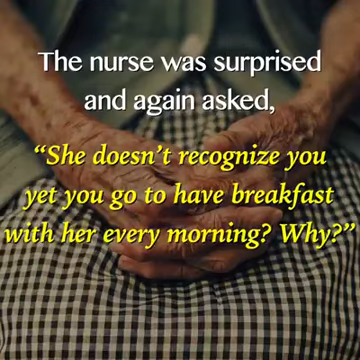 The nurse was surprised
and again asked,
“She doesn’t recognize you
yet you go to have breakfast
with her every morning? Why?”